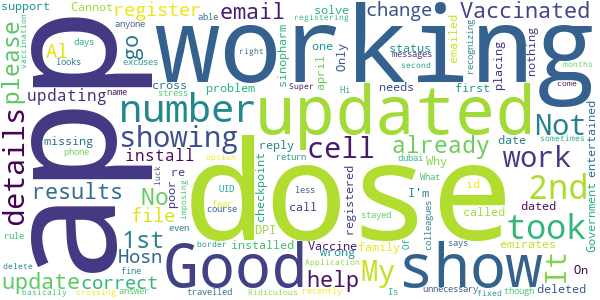 support Cannot register email change Vaccinated
anyone solve status
Al go emailed Only one messages recognizing
days able right second registering vaccination
please excuses sinopharm april placing nothing
app working
looks cross problem super needs first Hi months
updating number updated
name stress come
details showing cell already Not entertained
missing install reply Why date work
phone re checkpoint return I'm sometimes
results option UID less registered id 2nd
No poor dose What dubai
luck fear call called dated Government
file imposing course DPI stayed colleagues took
rule 1st installed Vaccine family Of emirates
update Hosn Good My show It
even wrong says On
delete correct border help Application Is though deleted
fine travelled recently unnecessary fixed
basically crossing answer Ridiculous